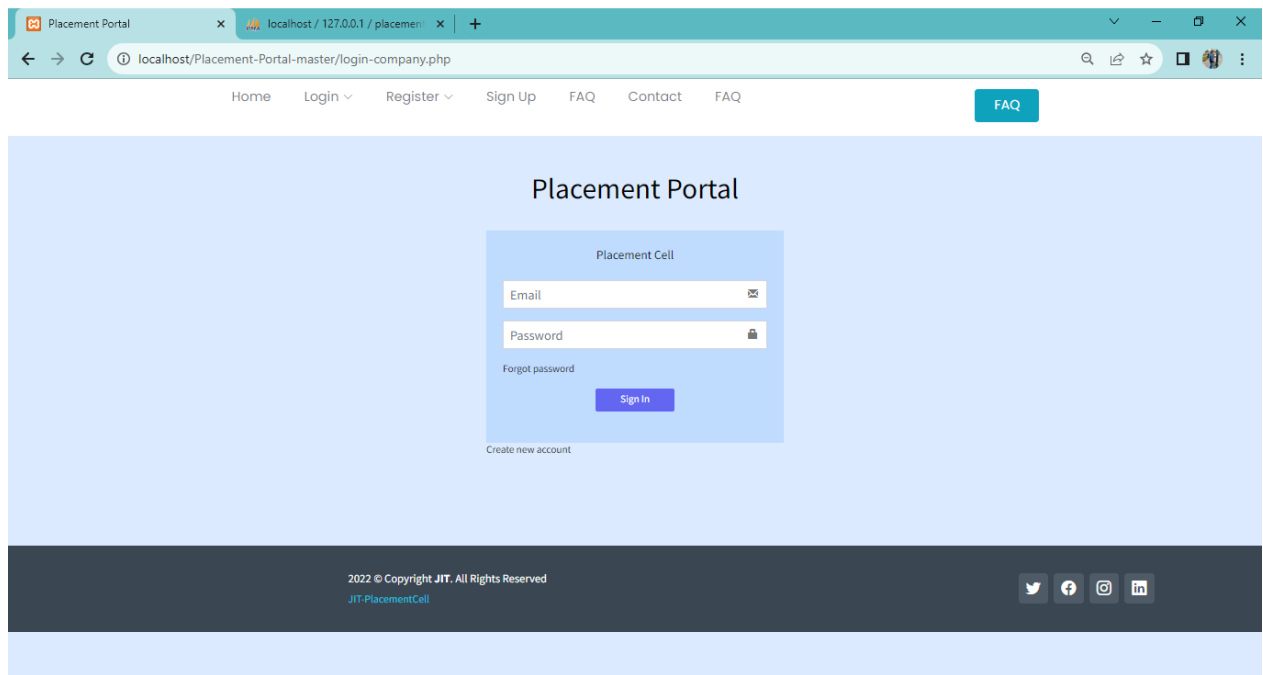 Placement Portal
localhost / 127.0.0.1 / placement
localhost/Placement-Portal-master/login-company.php
Home Login Register Sign Up FAQ Contact FAQ
FAQ
Placement Portal
Placement Cell
Email
Password
Forgot password
Sign In
Create new account
2022 © Copyright JIT. All Rights Reserved
JIT-PlacementCell